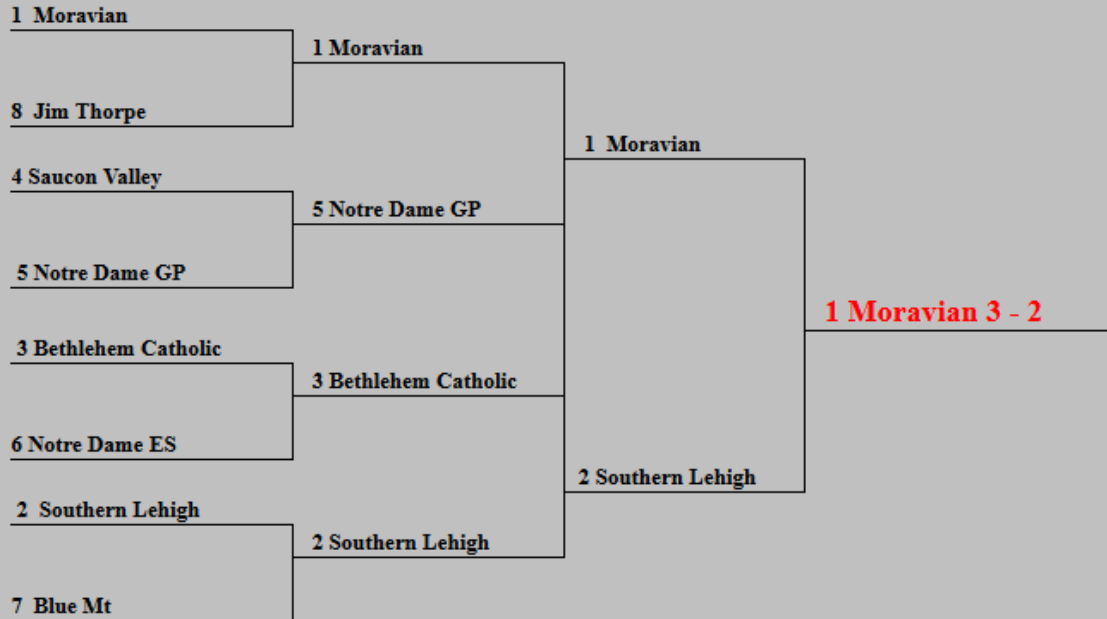 1 Moravian
8 Jim Thorpe
4 Saucon Valley
5 Notre Dame GP
3 Bethlehem Catholic
6 Notre Dame ES
2 Southern Lehigh
7 Blue Mt
1 Moravian
5 Notre Dame GP
3 Bethlehem Catholic
2 Southern Lehigh
1 Moravian
2 Southern Lehigh
1 Moravian 3 - 2